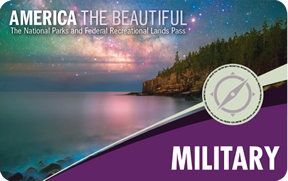 AMERICA THE BEAUTIFUL
The National Parks and Federal Recreational Lands Pass
MILITARY